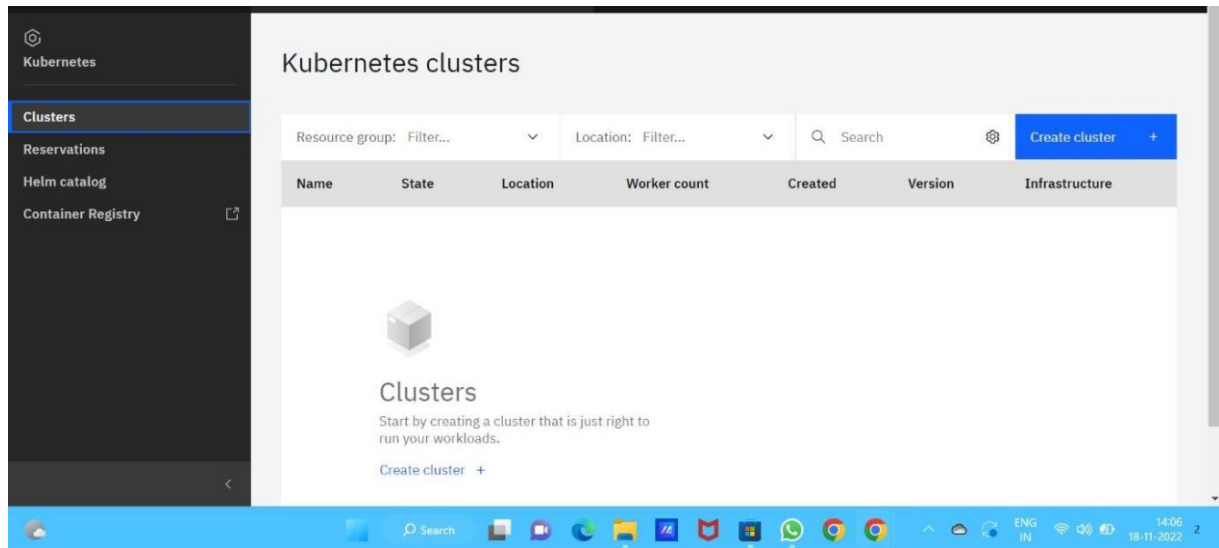 Kubernetes
Clusters
Reservations
Helm catalog
Container Registry
Kubernetes clusters
Resource group: Filter... Location: Filter... Search Create cluster +
Name State Location Worker count Created Version Infrastructure
Clusters
Start by creating a cluster that is just right to
run your workloads.
Create cluster +
Search
ENG
IN
14:06
18-11-2022
2